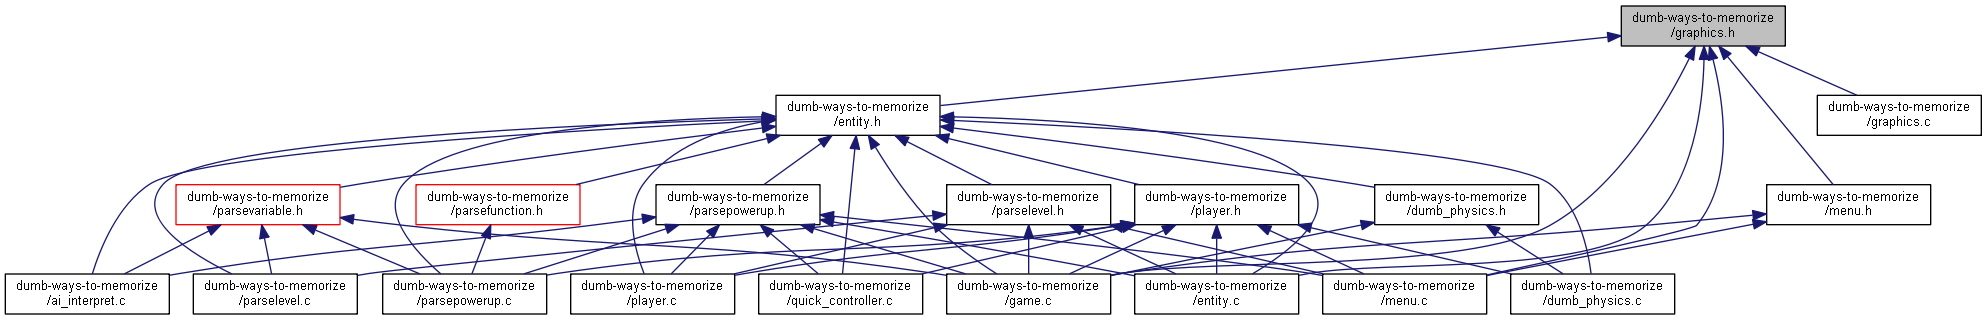 dumb-ways-to-memorize
/graphics.h
dumb-ways-to-memorize
/entity.h
dumb-ways-to-memorize
/graphics.c
dumb-ways-to-memorize
/parsevariable.h
dumb-ways-to-memorize
/parsefunction.h
dumb-ways-to-memorize
/parsepowerup.h
dumb-ways-to-memorize
/parselevel.h
dumb-ways-to-memorize
/player.h
dumb-ways-to-memorize
/dumb_physics.h
dumb-ways-to-memorize
/menu.h
dumb-ways-to-memorize
/ai_interpret.c
dumb-ways-to-memorize
/parselevel.c
dumb-ways-to-memorize
/parsepowerup.c
dumb-ways-to-memorize
/player.c
dumb-ways-to-memorize
/quick_controller.c
dumb-ways-to-memorize
/game.c
dumb-ways-to-memorize
/entity.c
dumb-ways-to-memorize
/menu.c
dumb-ways-to-memorize
/dumb_physics.c